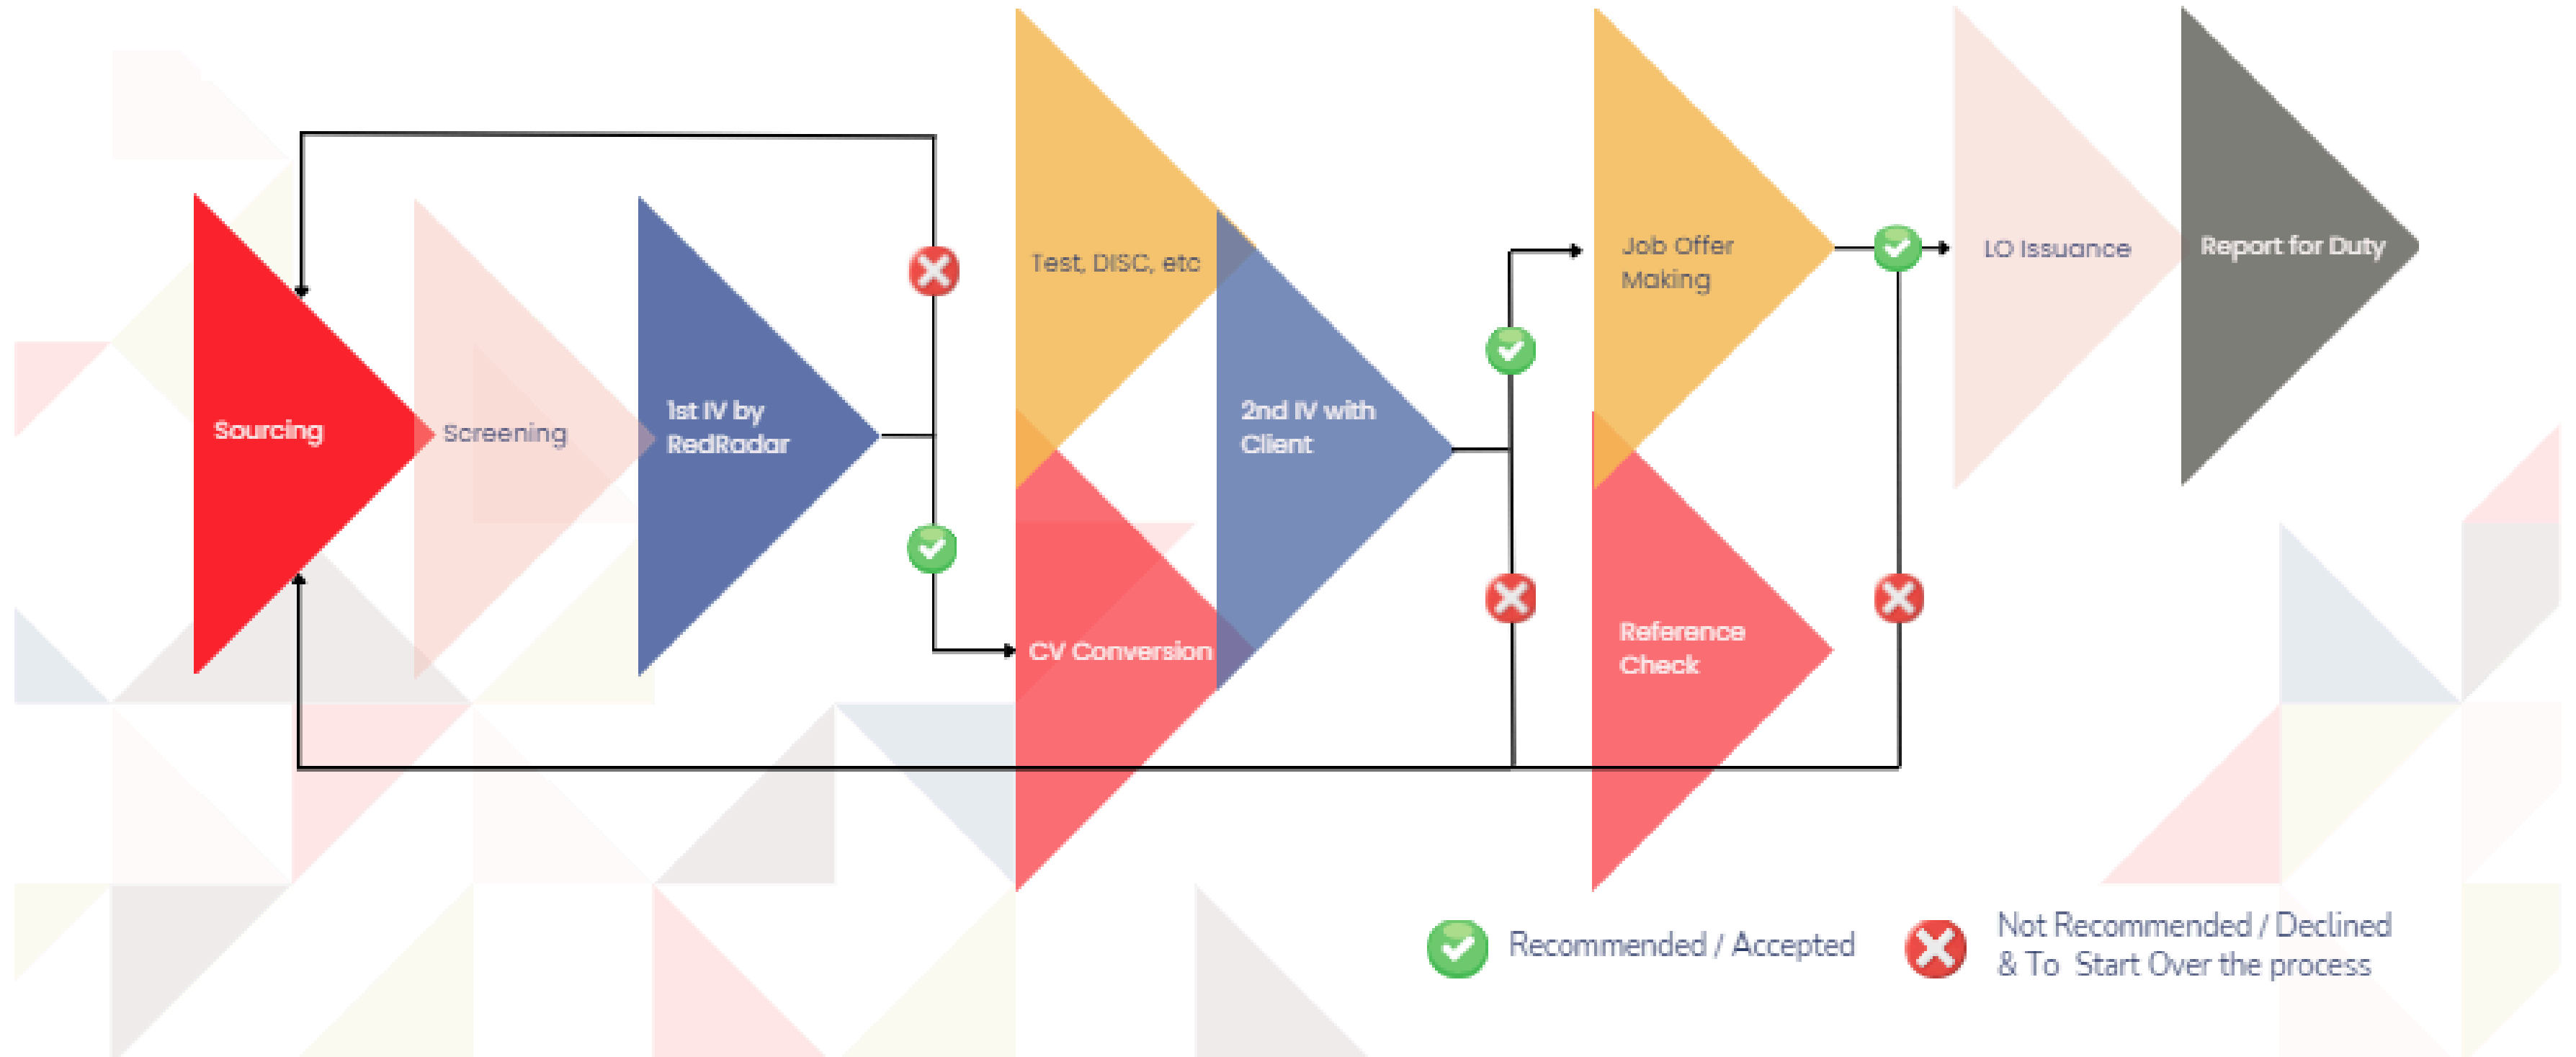 Sourcing
Screening
1st IV by
RedRadar
Test, DISC, etc
CV Conversion
2nd IV with
Client
Job Offer
Making
Reference
Check
LO Issuance
Report for Duty
Recommended / Accepted
Not Recommended / Declined
& To Start Over the process